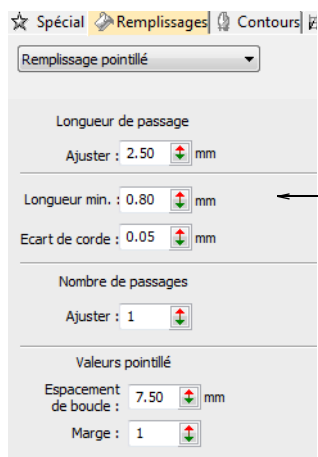 Spécial Remplissages Contours
Remplissage pointillé
Longueur de passage
Ajuster : 2.50 mm
Longueur min. : 0.80 mm
Ecart de corde : 0.05 mm
Nombre de passages
Ajuster : 1
Valeurs pointillé
Espacement
de boucle : 7.50 mm
Marge : 1